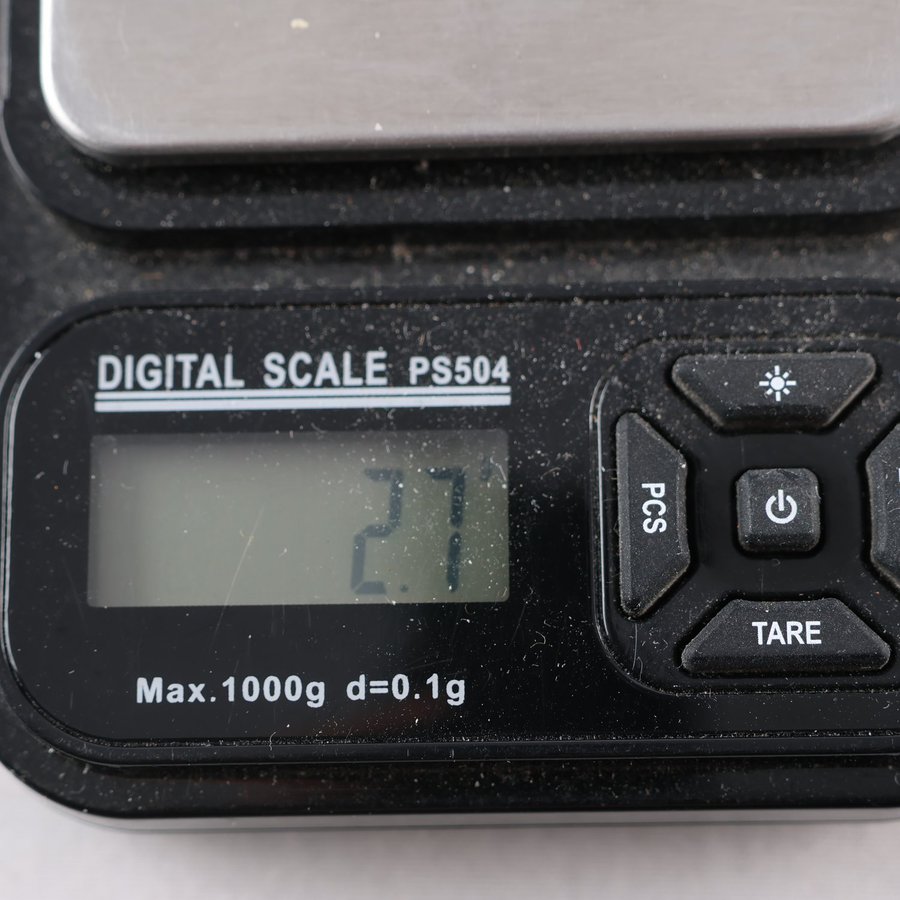 DIGITAL SCALE PS504
2.7
PCS
TARE
Max.1000g d=0.1g